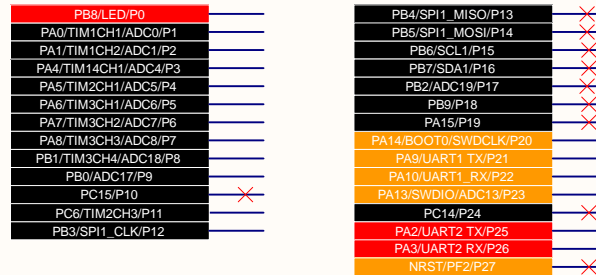 PB8/LED/P0
PA0/TIM1CH1/ADC0/P1
PA1/TIM1CH2/ADC1/P2
PA4/TIM14CH1/ADC4/P3
PA5/TIM2CH1/ADC5/P4
PA6/TIM3CH1/ADC6/P5
PA7/TIM3CH2/ADC7/P6
PA8/TIM3CH3/ADC8/P7
PB1/TIM3CH4/ADC18/P8
PB0/ADC17/P9
PC15/P10
PC6/TIM2CH3/P11
PB3/SPI1_CLK/P12
PB4/SPI1_MISO/P13
PB5/SPI1_MOSI/P14
PB6/SCL1/P15
PB7/SDA1/P16
PB2/ADC19/P17
PB9/P18
PA15/P19
PA14/BOOT0/SWDCLK/P20
PA9/UART1 TX/P21
PA10/UART1_RX/P22
PA13/SWDIO/ADC13/P23
PC14/P24
PA2/UART2 TX/P25
PA3/UART2 RX/P26
NRST/PF2/P27